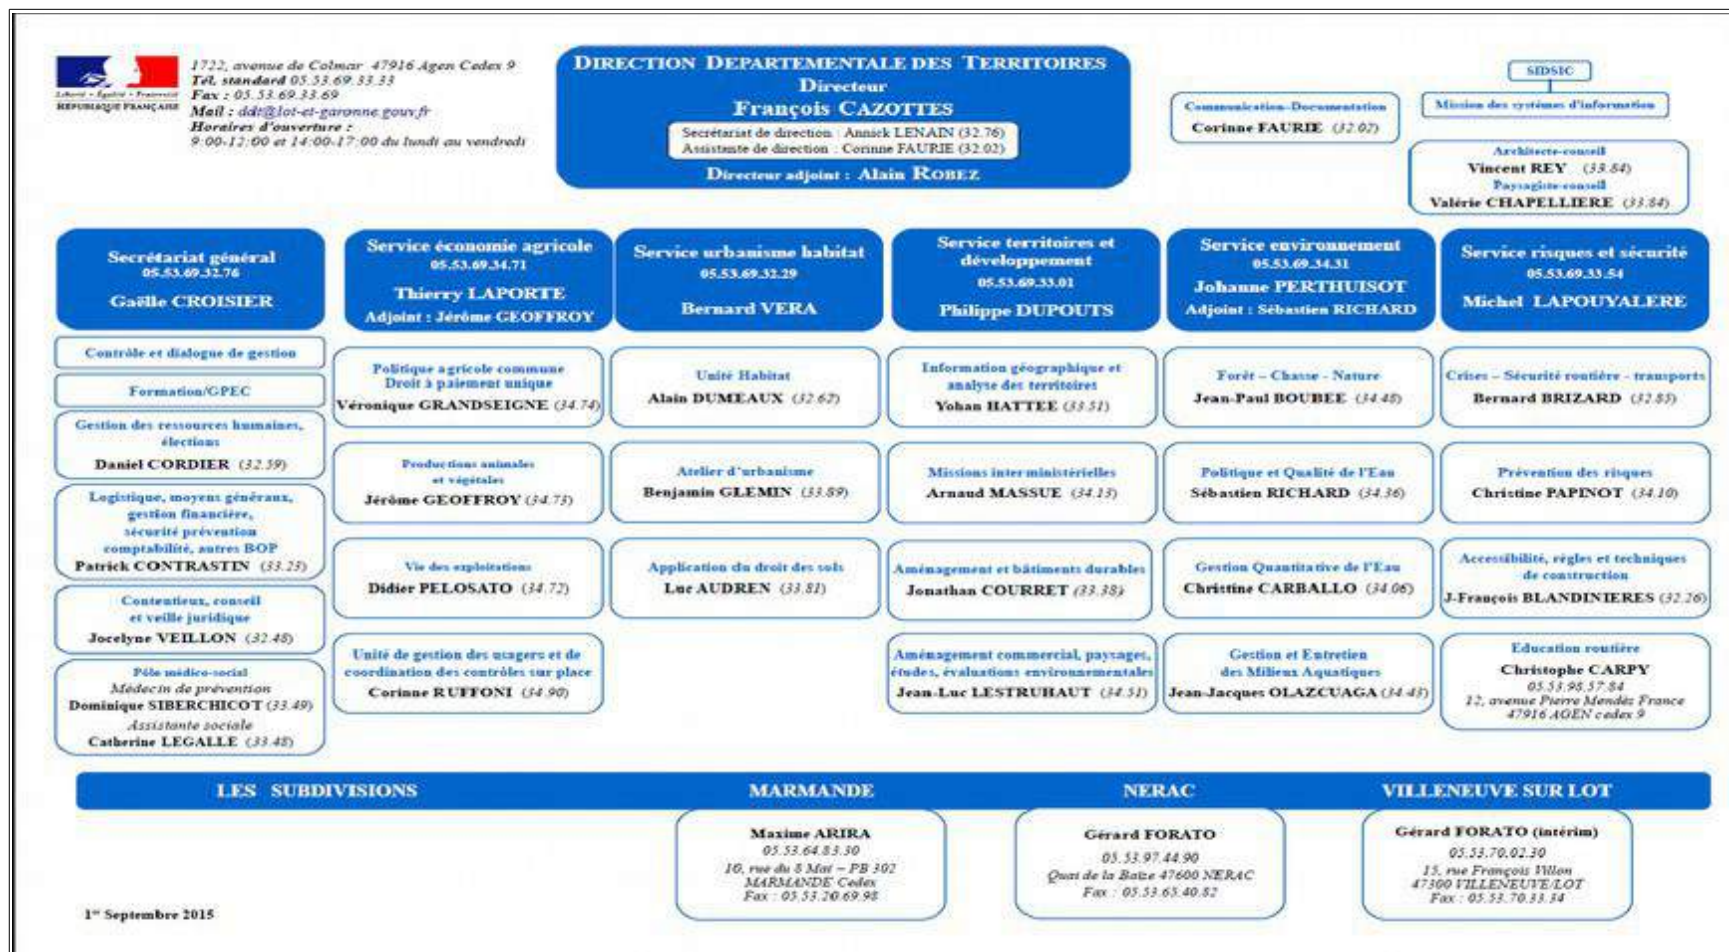 Liberté • Égalité • Fraternité
RÉPUBLIQUE FRANÇAISE
1722, avenue de Colmar 47916 Agen Cedex 9
Tél. standard 05.53.69.33.33
Fax : 05.53.69.33.69
Mail : ddt@lot-et-garonne.gouv.fr
Horaires d'ouverture :
9:00-12:00 et 14:00-17:00 du lundi au vendredi
DIRECTION DEPARTEMENTALE DES TERRITOIRES
Directeur
François CAZOTTES
Secrétariat de direction : Annick LENAIN (32.76)
Assistante de direction : Corinne FAURIE (32.02)
Directeur adjoint : Alain ROBEZ
Communication-Documentation
Corinne FAURIE (32.02)
SIDSIC
Mission des systèmes d'information
Architecte-conseil
Vincent REY (33.84)
Paysagiste-conseil
Valérie CHAPELLIERE (33.84)
Secrétariat général
05.53.69.32.76
Gaëlle CROISIER
Contrôle et dialogue de gestion
Formation/GPEC
Gestion des ressources humaines,
élections
Daniel CORDIER (32.59)
Logistique, moyens généraux,
gestion financière,
sécurité prévention
comptabilité, autres BOP
Patrick CONTRASTIN (33.23)
Contentieux, conseil
et veille juridique
Jocelyne VEILLON (32.48)
Pôle médico-social
Médecin de prévention
Dominique SIBERCHICOT (33.49)
Assistante sociale
Catherine LEGALLE (33.48)
Service économie agricole
05.53.69.34.71
Thierry LAPORTE
Adjoint : Jérôme GEOFFROY
Politique agricole commune
Droit à paiement unique
Véronique GRANDSEIGNE (34.74)
Productions animales
et végétales
Jérôme GEOFFROY (34.73)
Vie des exploitations
Didier PELOSATO (34.72)
Unité de gestion des usagers et de
coordination des contrôles sur place
Corinne RUFFONI (34.90)
Service urbanisme habitat
05.53.69.32.29
Bernard VERA
Unité Habitat
Alain DUMEAUX (32.62)
Atelier d'urbanisme
Benjamin GLEMIN (33.89)
Application du droit des sols
Luc AUDREN (33.81)
Service territoires et
développement
05.53.69.33.01
Philippe DUPOUTS
Information géographique et
analyse des territoires
Yohan HATTEE (33.51)
Missions interministérielles
Arnaud MASSUE (34.13)
Aménagement et bâtiments durables
Jonathan COURRET (33.38)
Aménagement commercial, paysages,
études, évaluations environnementales
Jean-Luc LESTRUHAUT (34.51)
Service environnement
05.53.69.34.31
Johanne PERTHUISOT
Adjoint : Sébastien RICHARD
Forêt – Chasse - Nature
Jean-Paul BOUBEE (34.48)
Politique et Qualité de l'Eau
Sébastien RICHARD (34.36)
Gestion Quantitative de l'Eau
Christine CARBALLO (34.06)
Gestion et Entretien
des Milieux Aquatiques
Jean-Jacques OLAZCUAGA (34.43)
Service risques et sécurité
05.53.69.33.54
Michel LAPOUYALERE
Crises – Sécurité routière - transports
Bernard BRIZARD (32.83)
Prévention des risques
Christine PAPINOT (34.10)
Accessibilité, règles et techniques
de construction
J-François BLANDINIERES (32.26)
Education routière
Christophe CARPY
05.53.98.57.84
12, avenue Pierre Mendès France
47916 AGEN cedex 9
LES SUBDIVISIONS
MARMANDE
NERAC
VILLENEUVE SUR LOT
Maxime ARIRA
05.53.64.83.30
10, rue du 8 Mai – PB 302
MARMANDE Cedex
Fax : 05.53.20.69.98
Gérard FORATO
05.53.97.44.90
Quai de la Baïze 47600 NERAC
Fax : 05.53.65.40.82
Gérard FORATO (intérim)
05.53.70.02.30
15, rue François Villon
47300 VILLENEUVE/LOT
Fax : 05.53.70.33.34
1er Septembre 2015